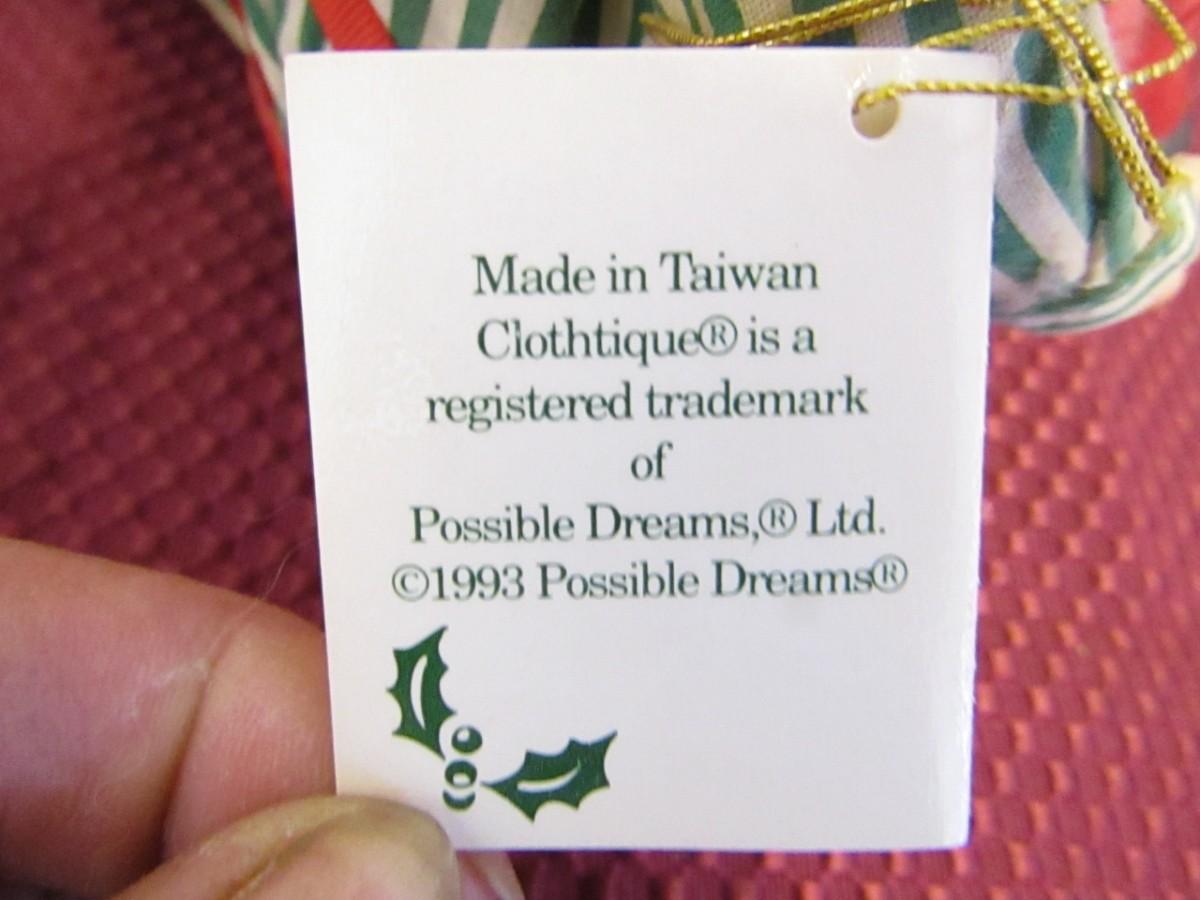 Made in Taiwan
Clothtique® is a
registered trademark
of
Possible Dreams,® Ltd.
©1993 Possible Dreams®